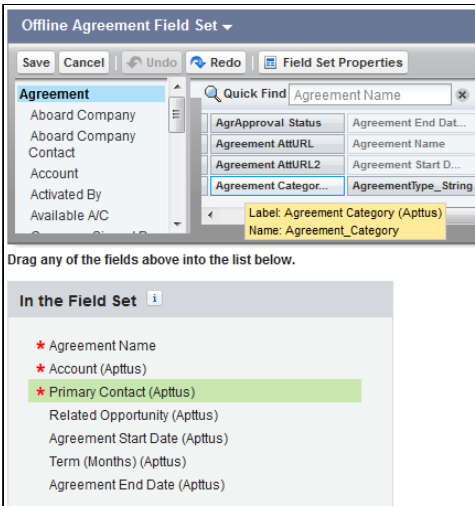 Offline Agreement Field Set
Save Cancel Undo Redo Field Set Properties
Agreement
Aboard Company
Aboard Company
Contact
Account
Activated By
Available A/C
Quick Find Agreement Name
AgrApproval Status Agreement End Dat...
Agreement AttURL Agreement Name
Agreement AttURL2 Agreement Start D...
Agreement Categor... AgreementType_String
Label: Agreement Category (Apttus)
Name: Agreement_Category
Drag any of the fields above into the list below.
In the Field Set i
* Agreement Name
* Account (Apttus)
* Primary Contact (Apttus)
Related Opportunity (Apttus)
Agreement Start Date (Apttus)
Term (Months) (Apttus)
Agreement End Date (Apttus)